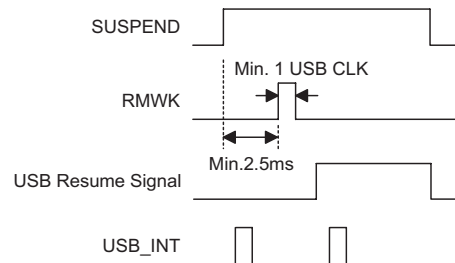 SUSPEND
Min. 1 USB CLK
RMWK
Min.2.5ms
USB Resume Signal
USB_INT